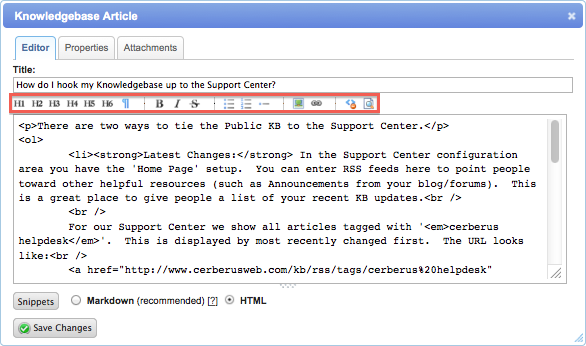 Knowledgebase Article
Editor Properties Attachments
Title:
How do I hook my Knowledgebase up to the Support Center?
H1 H2 H3 H4 H5 H6 ¶ B I S
<p>There are two ways to tie the Public KB to the Support Center.</p>
<ol>
<li><strong>Latest Changes:</strong> In the Support Center configuration
area you have the 'Home Page' setup.  You can enter RSS feeds here to point people
toward other helpful resources (such as Announcements from your blog/forums).  This
is a great place to give people a list of your recent KB updates.<br />
<br />
For our Support Center we show all articles tagged with '<em>cerberus
helpdesk</em>'.  This is displayed by most recently changed first.  The URL looks
like:<br />
<a href="http://www.cerberusweb.com/kb/rss/tags/cerberus%20helpdesk"
Snippets Markdown (recommended) [?] HTML
Save Changes